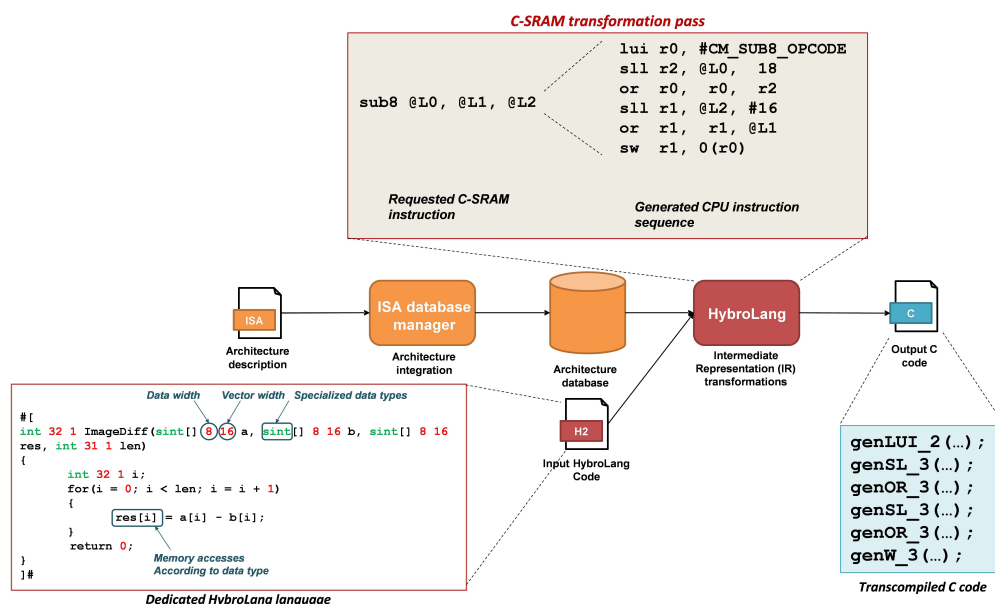 C-SRAM transformation pass
sub8 @L0, @L1, @L2
lui r0, #CM_SUB8_OPCODE
sll r2, @L0, 18
or r0, r0, r2
sll r1, @L2, #16
or r1, r1, @L1
sw r1, 0(r0)
Requested C-SRAM
instruction
Generated CPU instruction
sequence
ISA
Architecture
description
ISA database
manager
Architecture
integration
Architecture
database
HybroLang
Intermediate
Representation (IR)
transformations
C
Output C
code
H2
Input HybroLang
Code
Data width
Vector width
Specialized data types
#[
int 32 1 ImageDiff(sint[] 8 16 a, sint[] 8 16 b, sint[] 8 16
res, int 31 1 len)
{
int 32 1 i;
for(i = 0; i < len; i = i + 1)
{
res[i] = a[i] - b[i];
}
return 0;
}
]#
Memory accesses
According to data type
Dedicated HybroLang language
genLUI_2(…);
genSL_3(…);
genOR_3(…);
genSL_3(…);
genOR_3(…);
genW_3(…);
Transcompiled C code